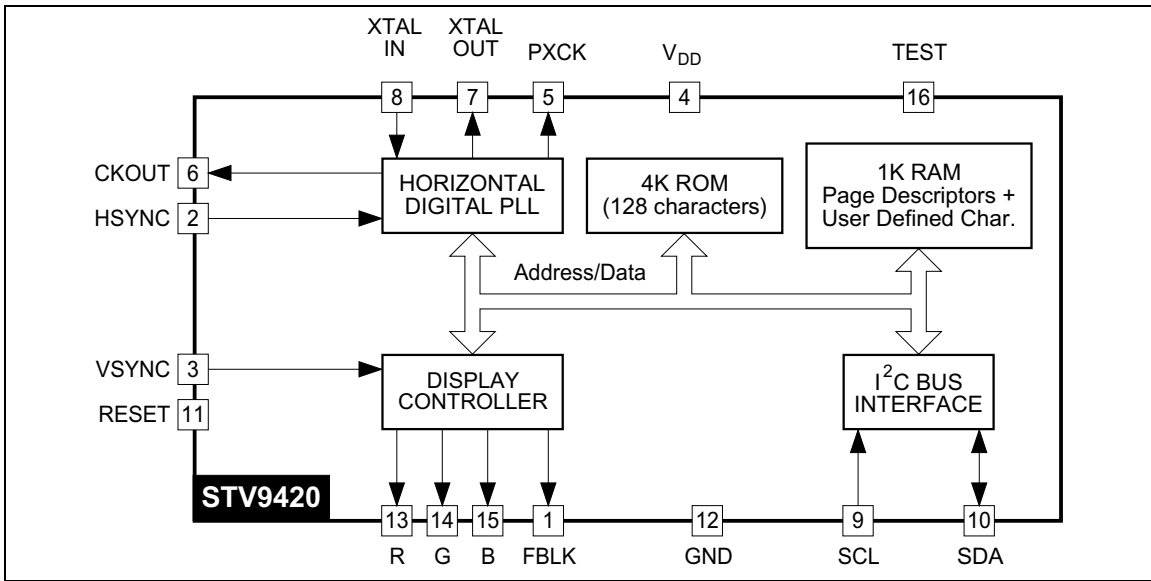 XTAL IN
XTAL OUT
PXCK
VDD
TEST
8
7
5
4
16
CKOUT 6
HSYNC 2
HORIZONTAL
DIGITAL PLL
4K ROM
(128 characters)
1K RAM
Page Descriptors +
User Defined Char.
Address/Data
VSYNC 3
RESET 11
DISPLAY
CONTROLLER
I²C BUS
INTERFACE
STV9420
13
14
15
1
12
9
10
R
G
B
FBLK
GND
SCL
SDA